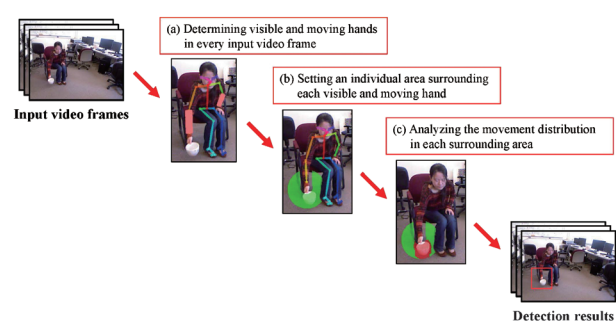 (a) Determining visible and moving hands
in every input video frame
Input video frames
(b) Setting an individual area surrounding
each visible and moving hand
(c) Analyzing the movement distribution
in each surrounding area
Detection results